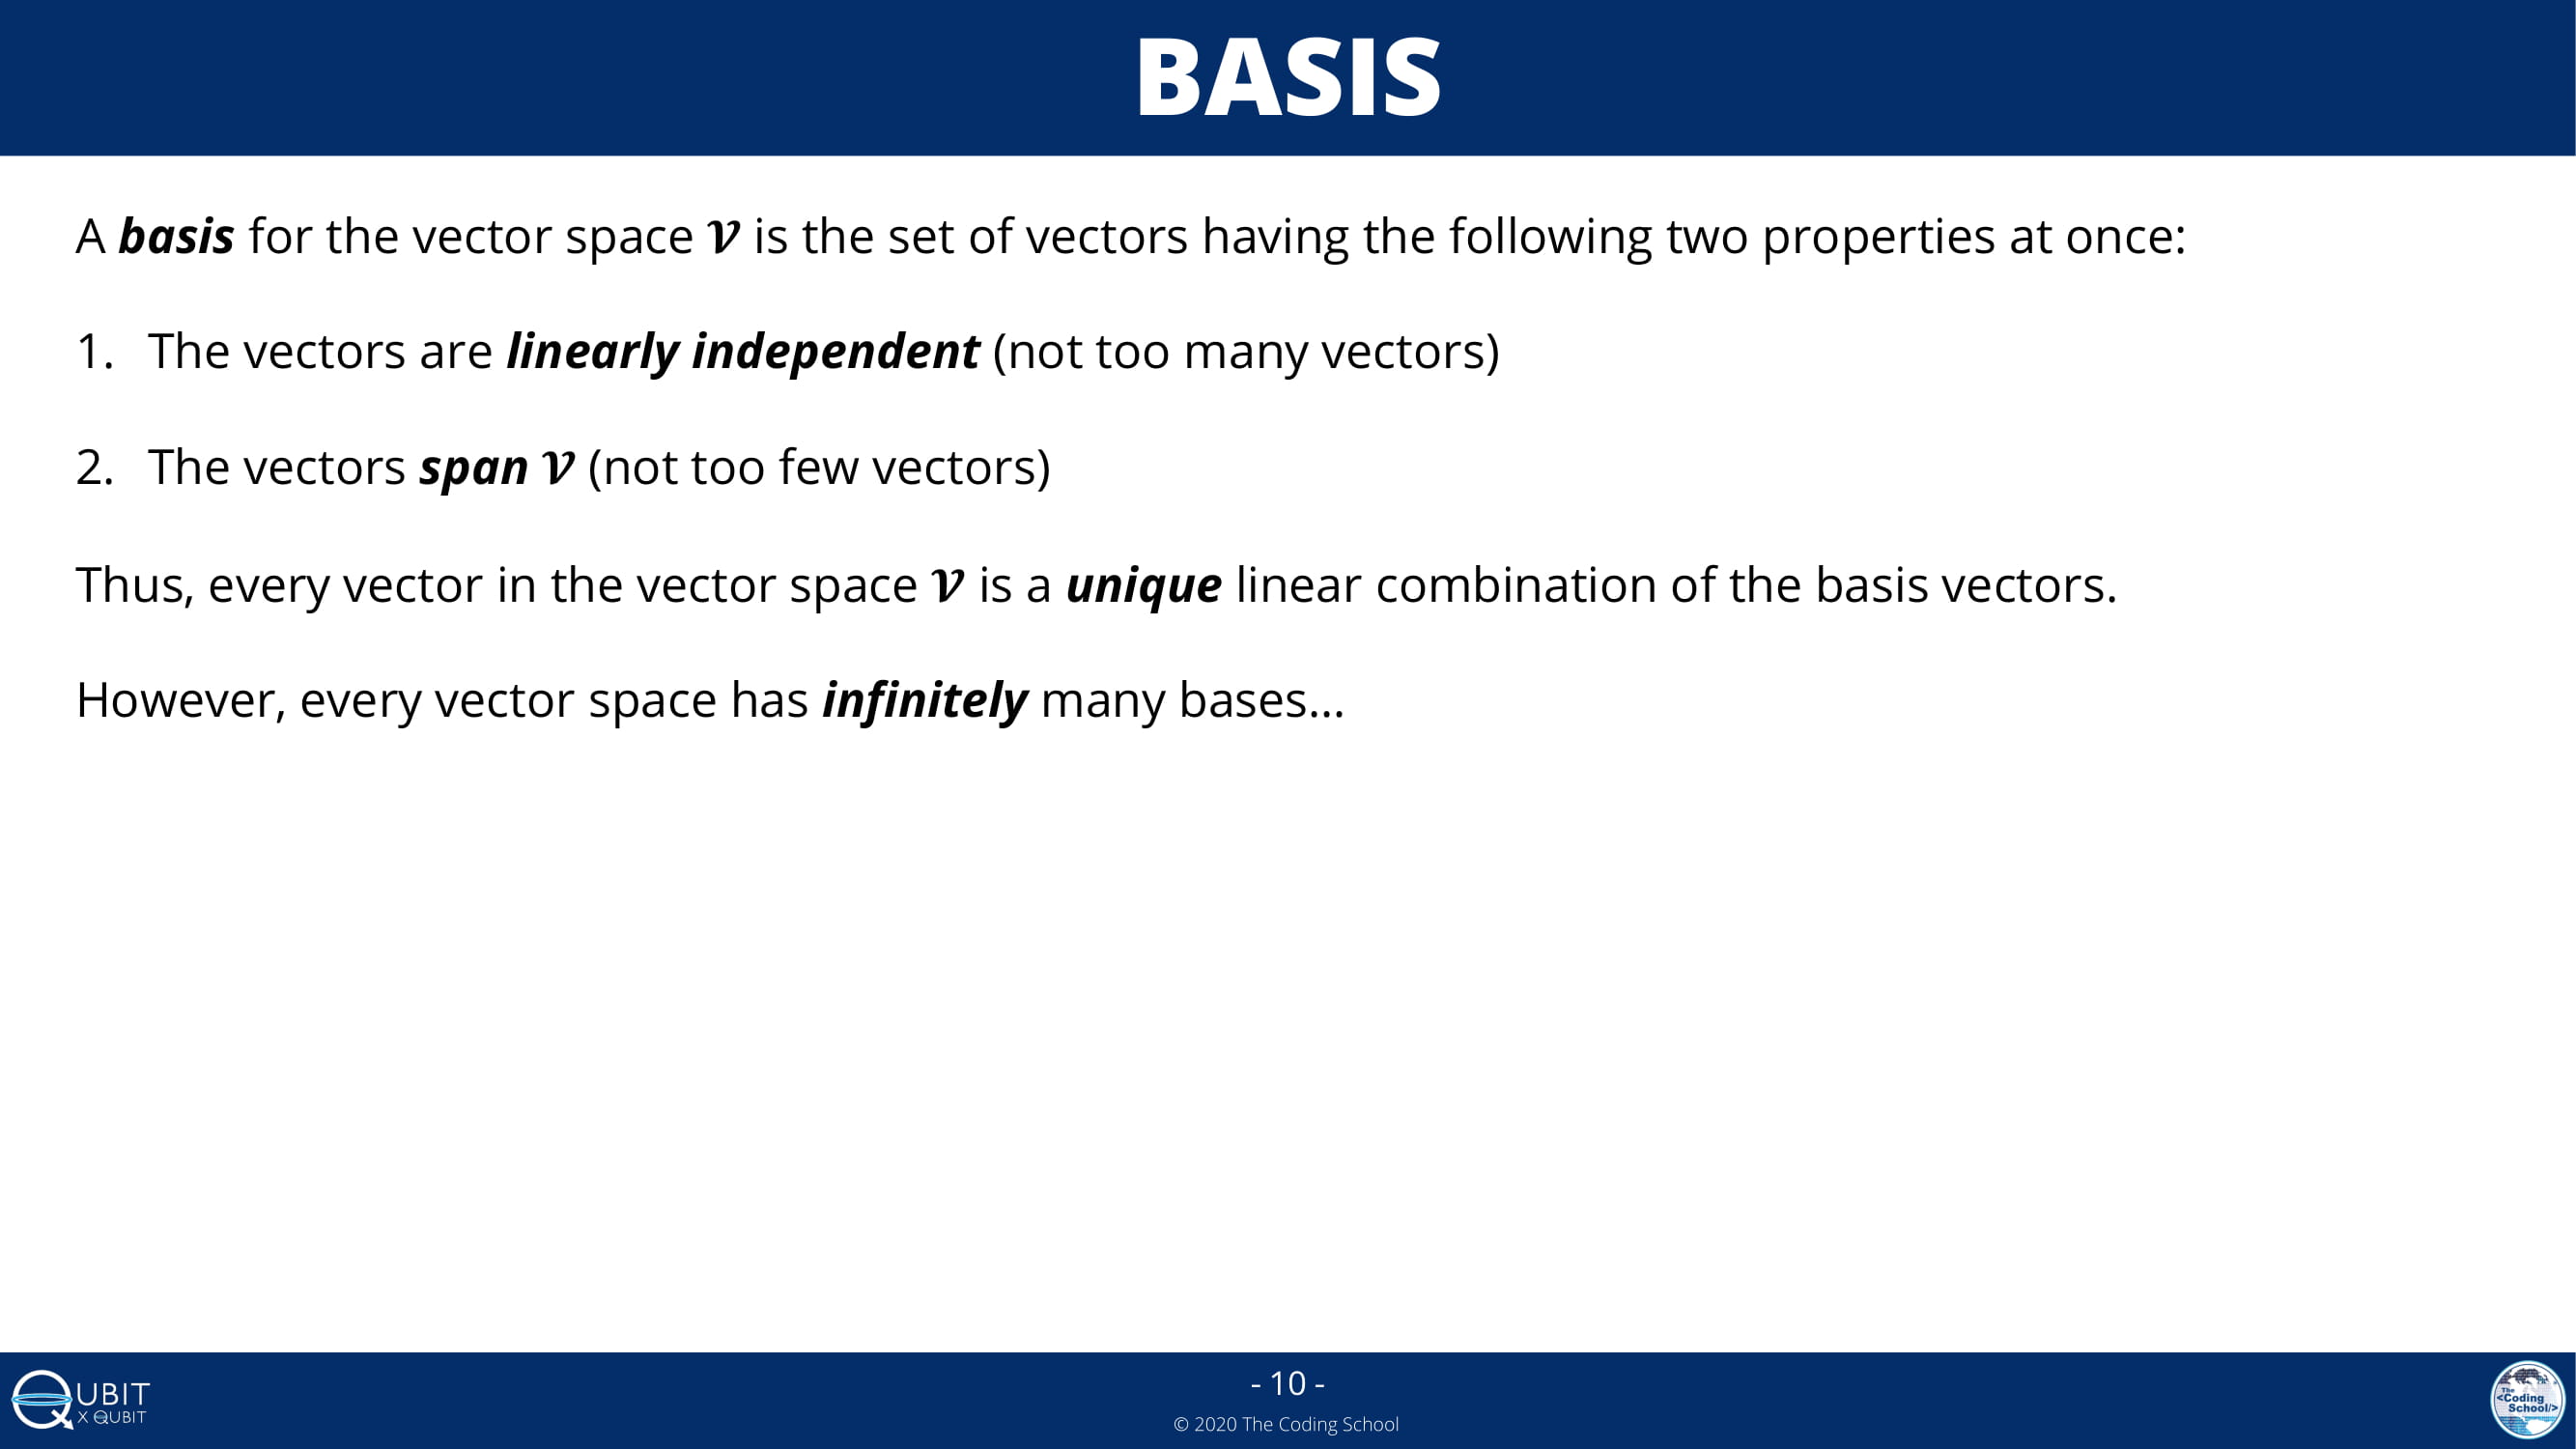 BASIS
A basis for the vector space 𝒱 is the set of vectors having the following two properties at once:
1. The vectors are linearly independent (not too many vectors)
2. The vectors span 𝒱 (not too few vectors)
Thus, every vector in the vector space 𝒱 is a unique linear combination of the basis vectors.
However, every vector space has infinitely many bases...
QUBIT
X QUBIT
- 10 -
© 2020 The Coding School
The
<Coding
School/>